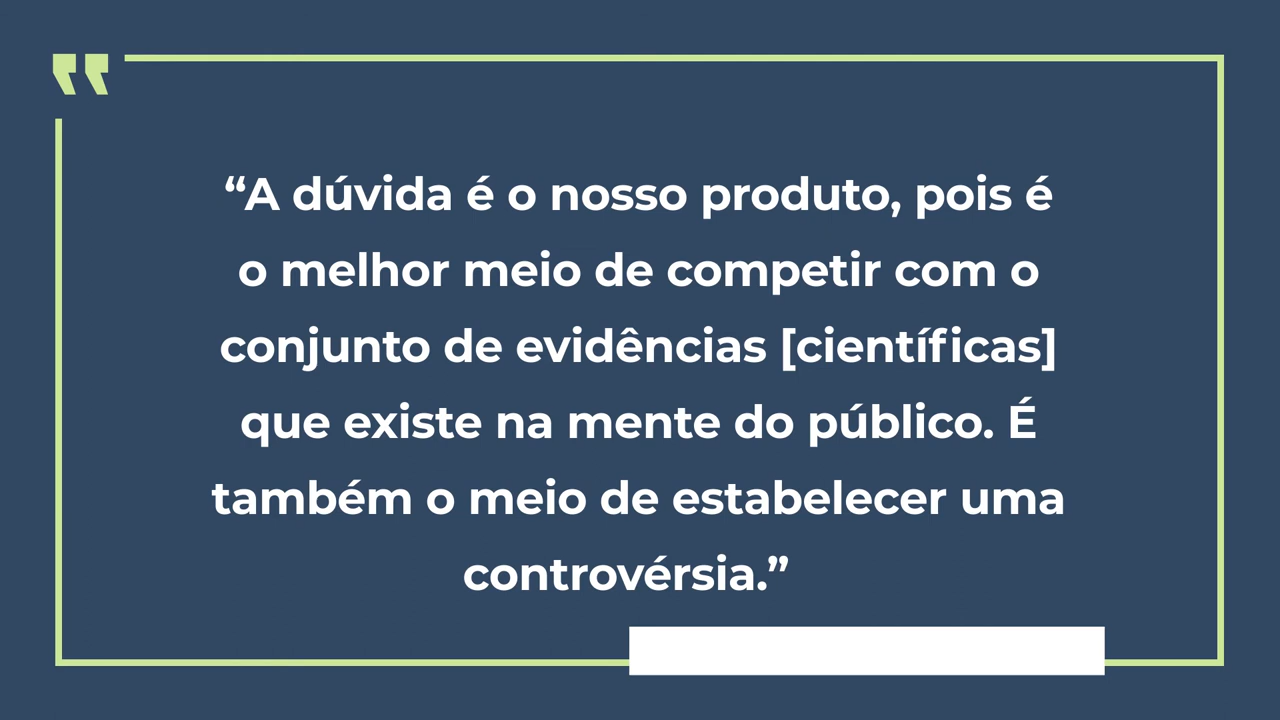 “A dúvida é o nosso produto, pois é
o melhor meio de competir com o
conjunto de evidências [científicas]
que existe na mente do público. É
também o meio de estabelecer uma
controvérsia.”